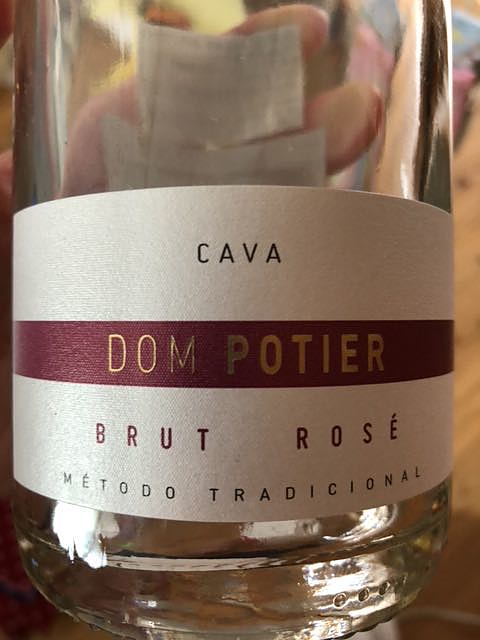 CAVA
DOM POTIER
BRUT ROSÉ
MÉTODO TRADICIONAL